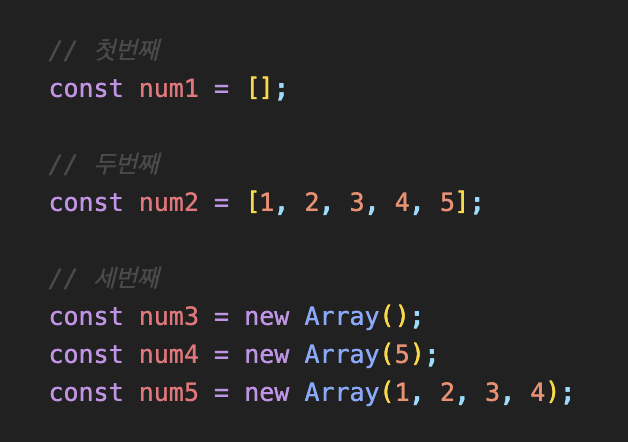 // 첫번째
const num1 = [];
// 두번째
const num2 = [1, 2, 3, 4, 5];
// 세번째
const num3 = new Array();
const num4 = new Array(5);
const num5 = new Array(1, 2, 3, 4);